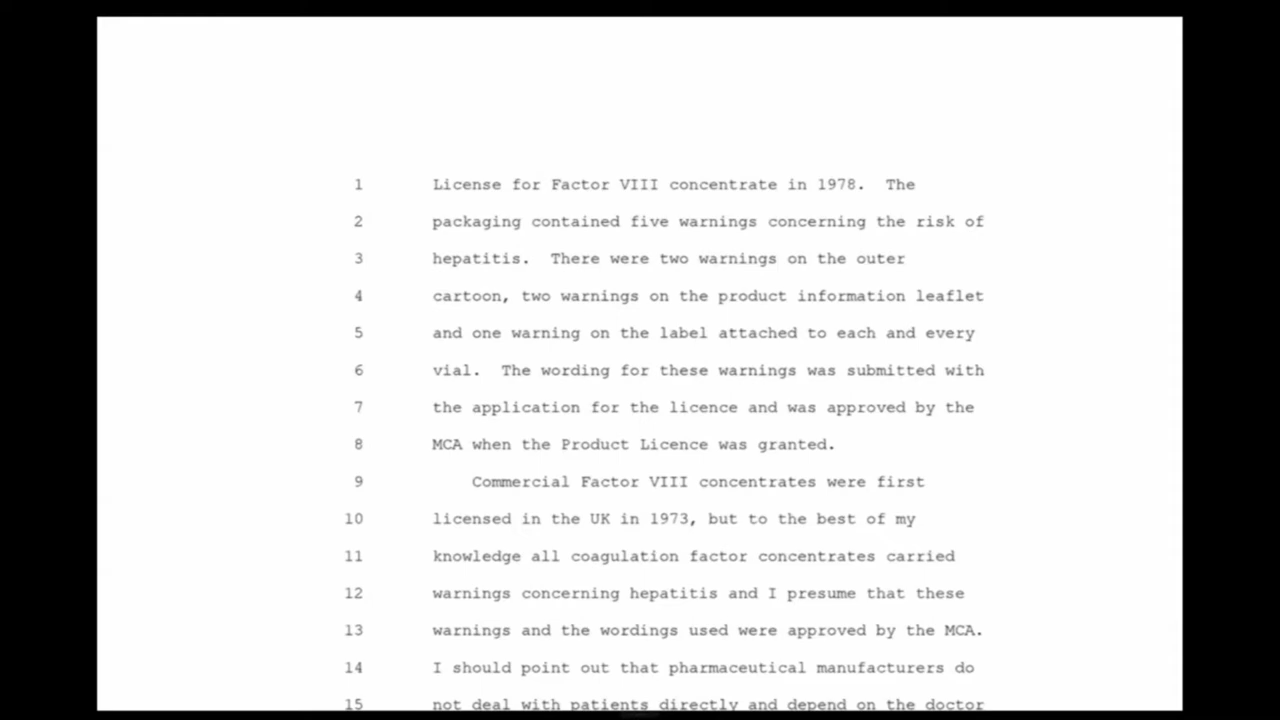 1 License for Factor VIII concentrate in 1978. The
2 packaging contained five warnings concerning the risk of
3 hepatitis. There were two warnings on the outer
4 cartoon, two warnings on the product information leaflet
5 and one warning on the label attached to each and every
6 vial. The wording for these warnings was submitted with
7 the application for the licence and was approved by the
8 MCA when the Product Licence was granted.
9 Commercial Factor VIII concentrates were first
10 licensed in the UK in 1973, but to the best of my
11 knowledge all coagulation factor concentrates carried
12 warnings concerning hepatitis and I presume that these
13 warnings and the wordings used were approved by the MCA.
14 I should point out that pharmaceutical manufacturers do
15 not deal with patients directly and depend on the doctor